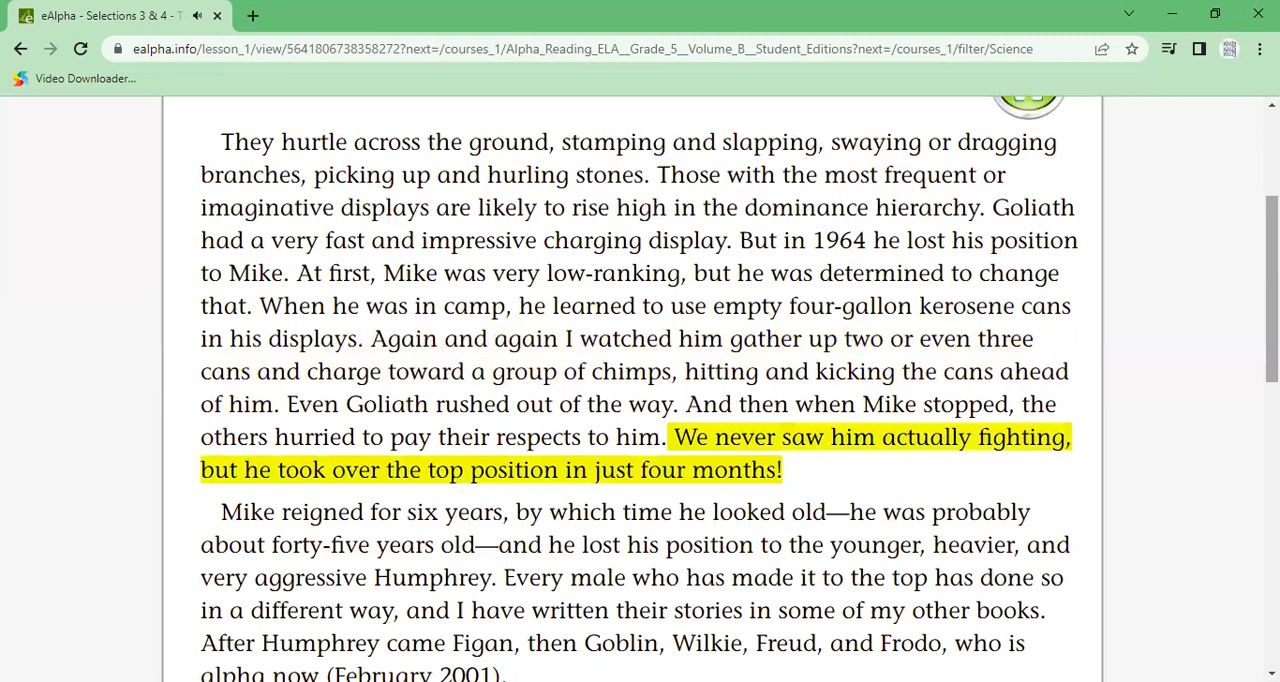 eAlpha - Selections 3 & 4 - T
ealpha.info/lesson_1/view/5641806738358272?next=/courses_1/Alpha_Reading_ELA__Grade_5__Volume_B__Student_Editions?next=/courses_1/filter/Science
Video Downloader...
They hurtle across the ground, stamping and slapping, swaying or dragging
branches, picking up and hurling stones. Those with the most frequent or
imaginative displays are likely to rise high in the dominance hierarchy. Goliath
had a very fast and impressive charging display. But in 1964 he lost his position
to Mike. At first, Mike was very low-ranking, but he was determined to change
that. When he was in camp, he learned to use empty four-gallon kerosene cans
in his displays. Again and again I watched him gather up two or even three
cans and charge toward a group of chimps, hitting and kicking the cans ahead
of him. Even Goliath rushed out of the way. And then when Mike stopped, the
others hurried to pay their respects to him. We never saw him actually fighting,
but he took over the top position in just four months!
Mike reigned for six years, by which time he looked old—he was probably
about forty-five years old—and he lost his position to the younger, heavier, and
very aggressive Humphrey. Every male who has made it to the top has done so
in a different way, and I have written their stories in some of my other books.
After Humphrey came Figan, then Goblin, Wilkie, Freud, and Frodo, who is
alpha now (February 2001).